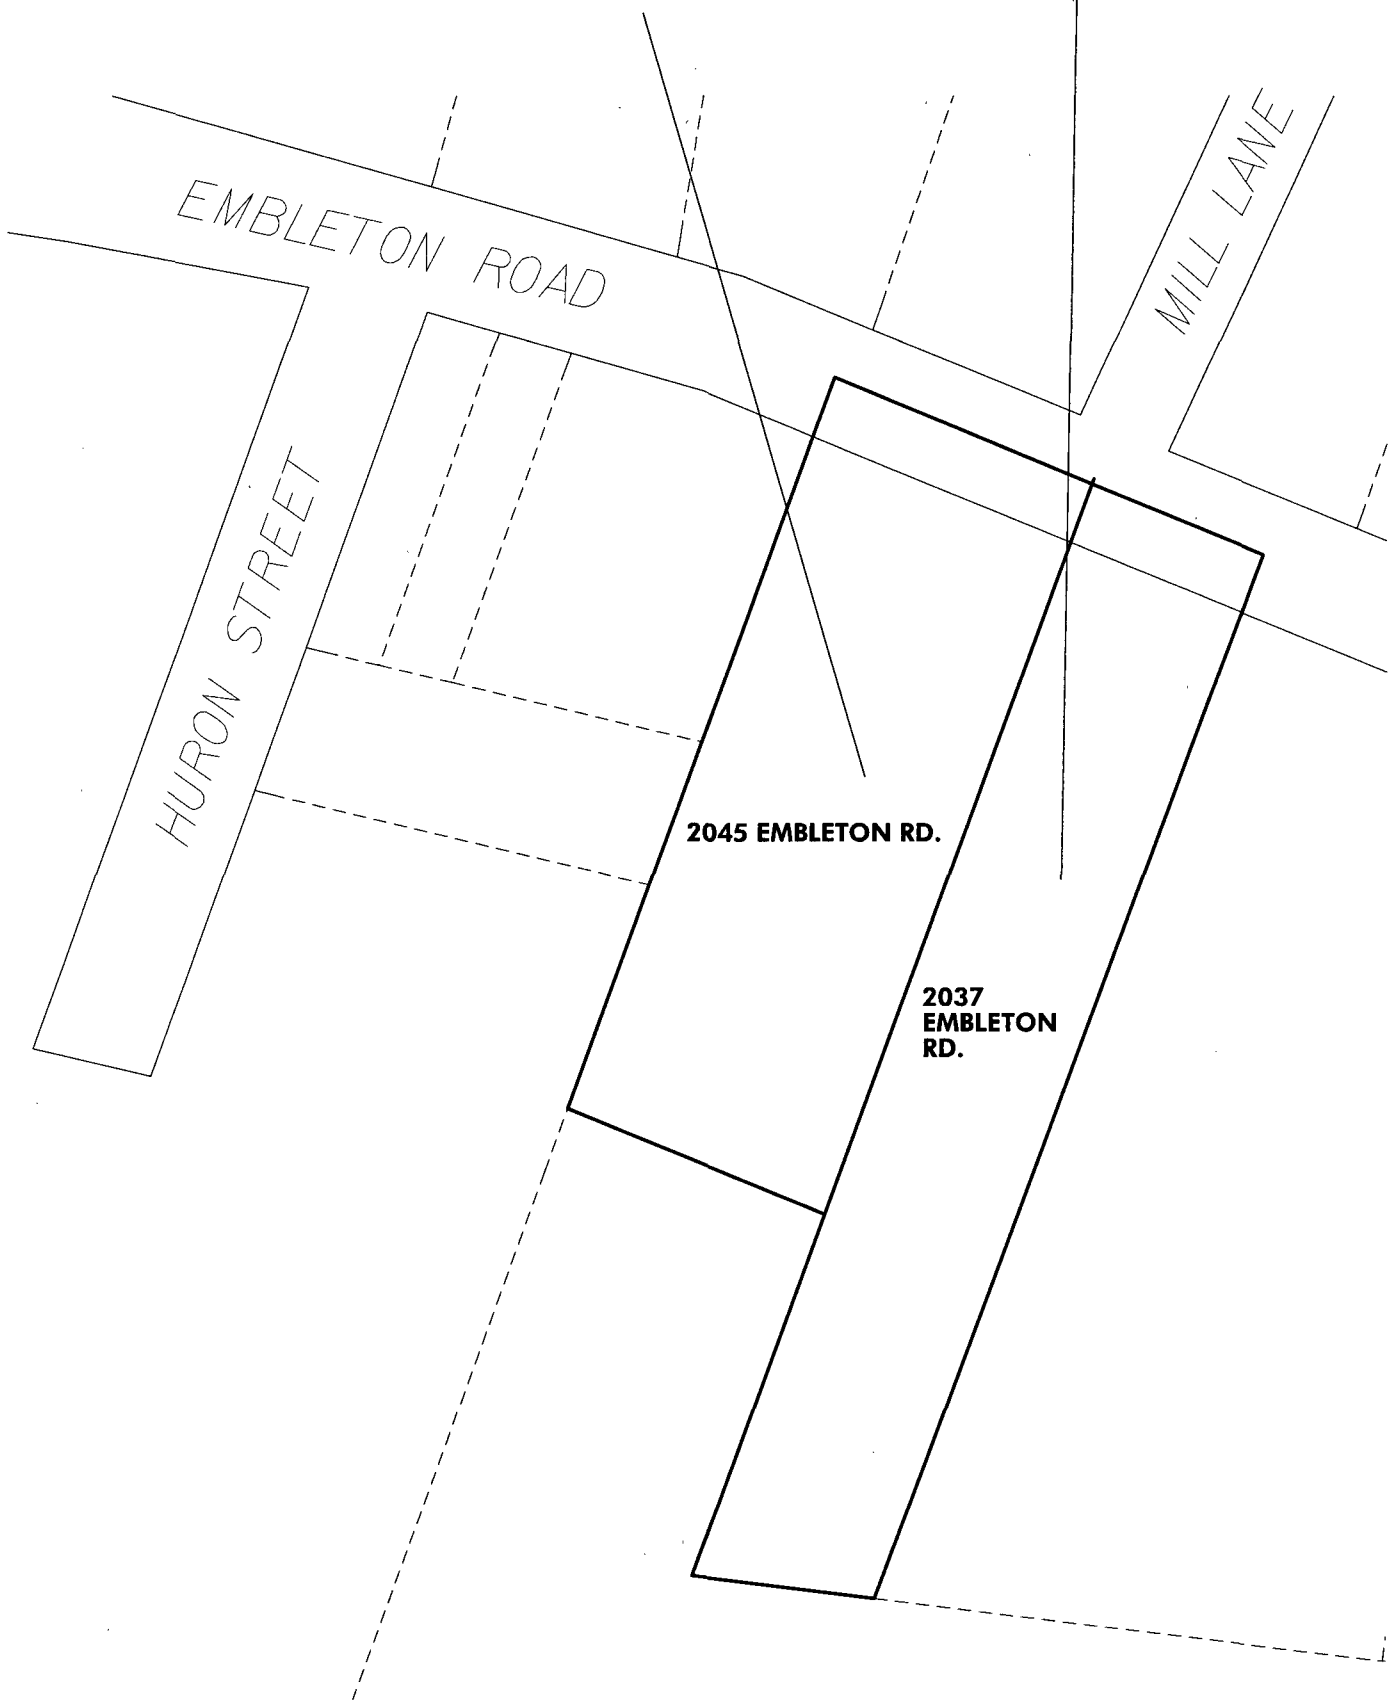 EMBLETON ROAD
MILL LANE
HURON STREET
2045 EMBLETON RD.
2037
EMBLETON
RD.